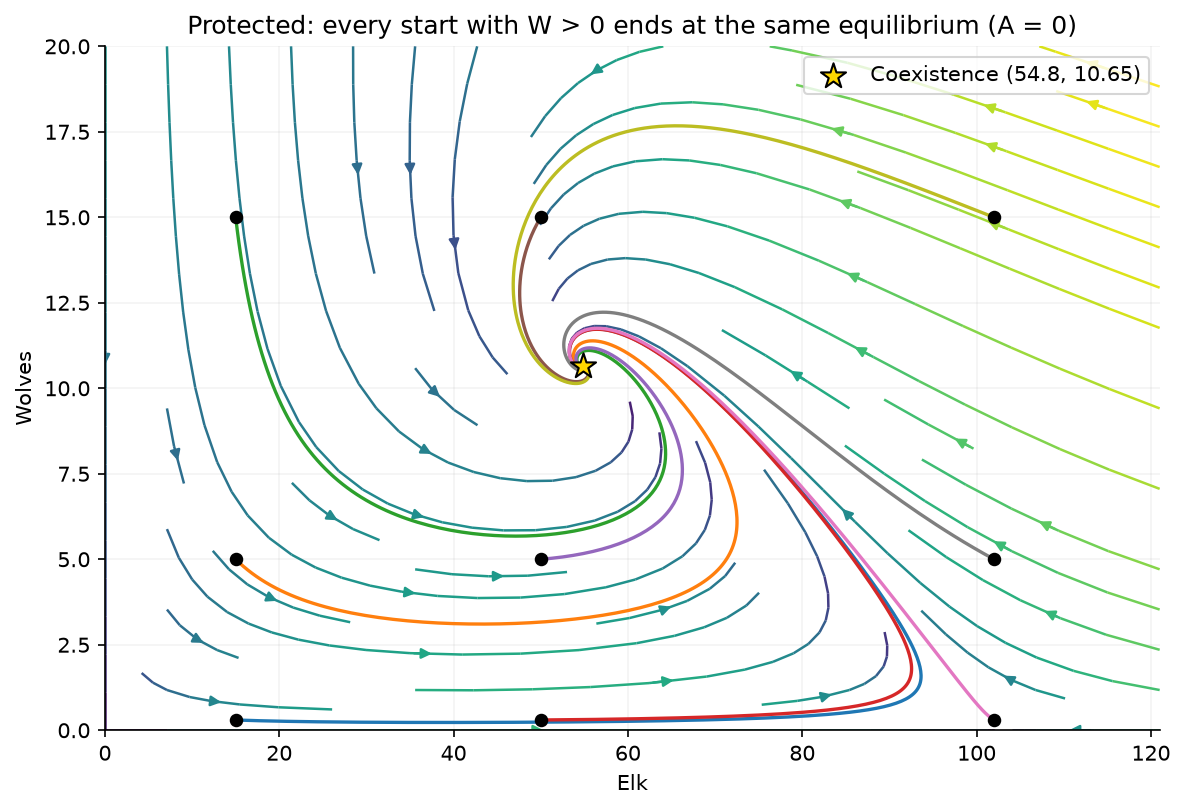 Protected: every start with W > 0 ends at the same equilibrium (A = 0)
Coexistence (54.8, 10.65)
20.0
17.5
15.0
12.5
10.0
7.5
5.0
2.5
0.0
Wolves
0 20 40 60 80 100 120
Elk